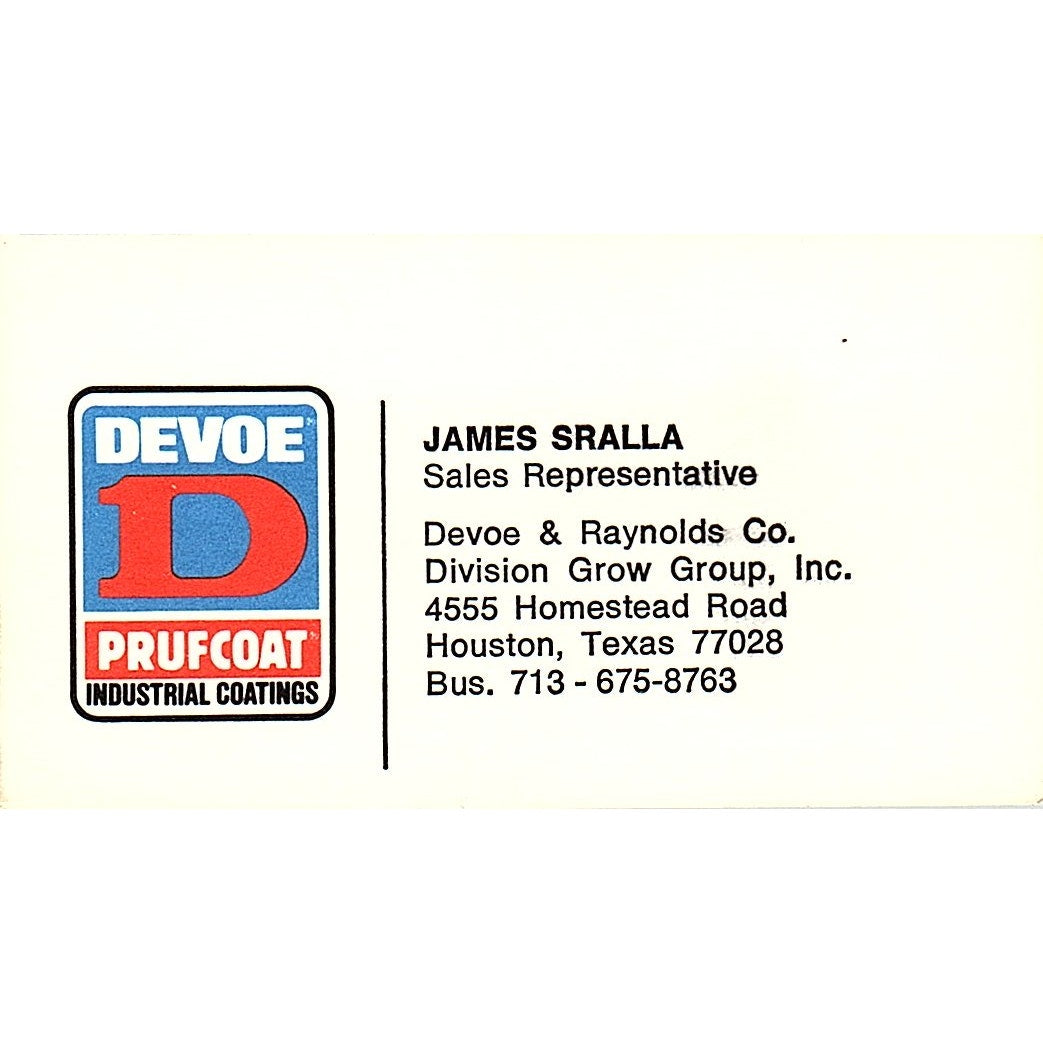 DEVOE
D
PRUFCOAT
INDUSTRIAL COATINGS
JAMES SRALLA
Sales Representative
Devoe & Raynolds Co.
Division Grow Group, Inc.
4555 Homestead Road
Houston, Texas 77028
Bus. 713-675-8763